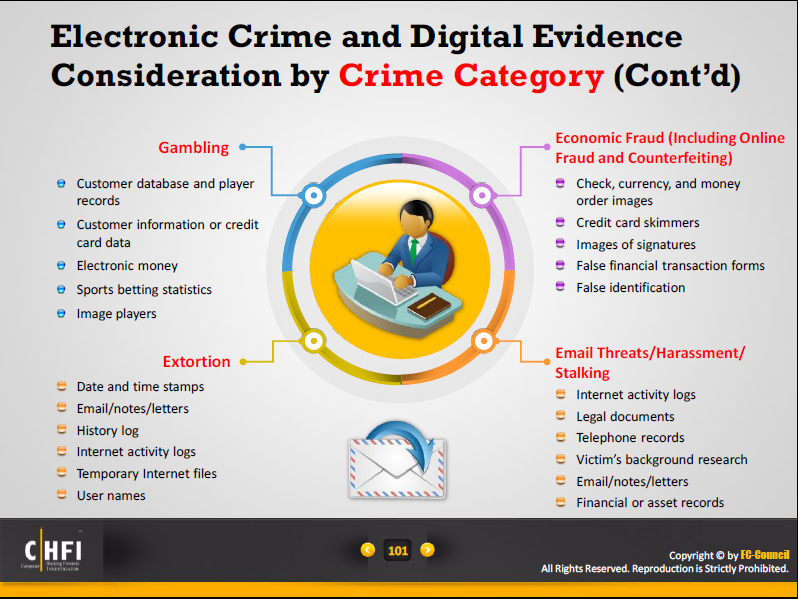 Electronic Crime and Digital Evidence
Consideration by Crime Category (Cont’d)
Gambling
Customer database and player
records
Customer information or credit
card data
Electronic money
Sports betting statistics
Image players
Economic Fraud (Including Online
Fraud and Counterfeiting)
Check, currency, and money
order images
Credit card skimmers
Images of signatures
False financial transaction forms
False identification
Extortion
Date and time stamps
Email/notes/letters
History log
Internet activity logs
Temporary Internet files
User names
Email Threats/Harassment/
Stalking
Internet activity logs
Legal documents
Telephone records
Victim’s background research
Email/notes/letters
Financial or asset records
CHFI
Computer Hacking Forensic
INVESTIGATOR
101
Copyright © by EC-Council
All Rights Reserved. Reproduction is Strictly Prohibited.